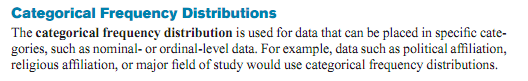 Categorical Frequency Distributions
The categorical frequency distribution is used for data that can be placed in specific cate-
gories, such as nominal- or ordinal-level data. For example, data such as political affiliation,
religious affiliation, or major field of study would use categorical frequency distributions.